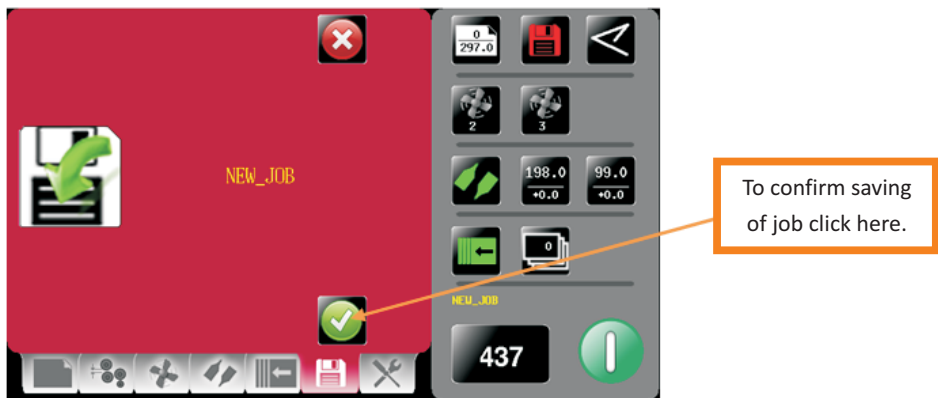 NEW_JOB
0
297.0
2
3
198.0
+0.0
99.0
+0.0
0
NEW_JOB
437
To confirm saving
of job click here.